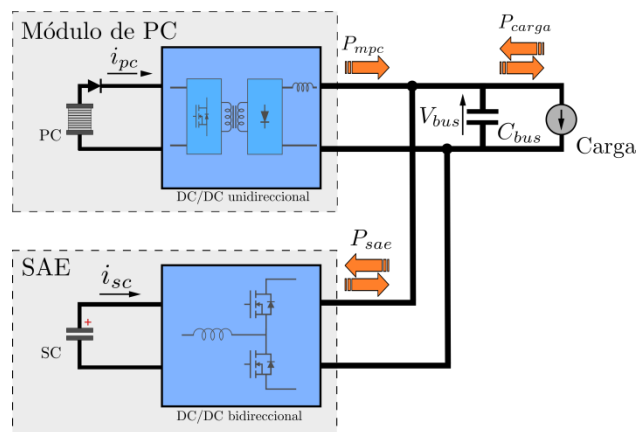 Módulo de PC
i_pc
PC
DC/DC unidireccional
P_mpc
P_carga
V_bus
C_bus
Carga
P_sae
SAE
i_sc
+
SC
DC/DC bidireccional